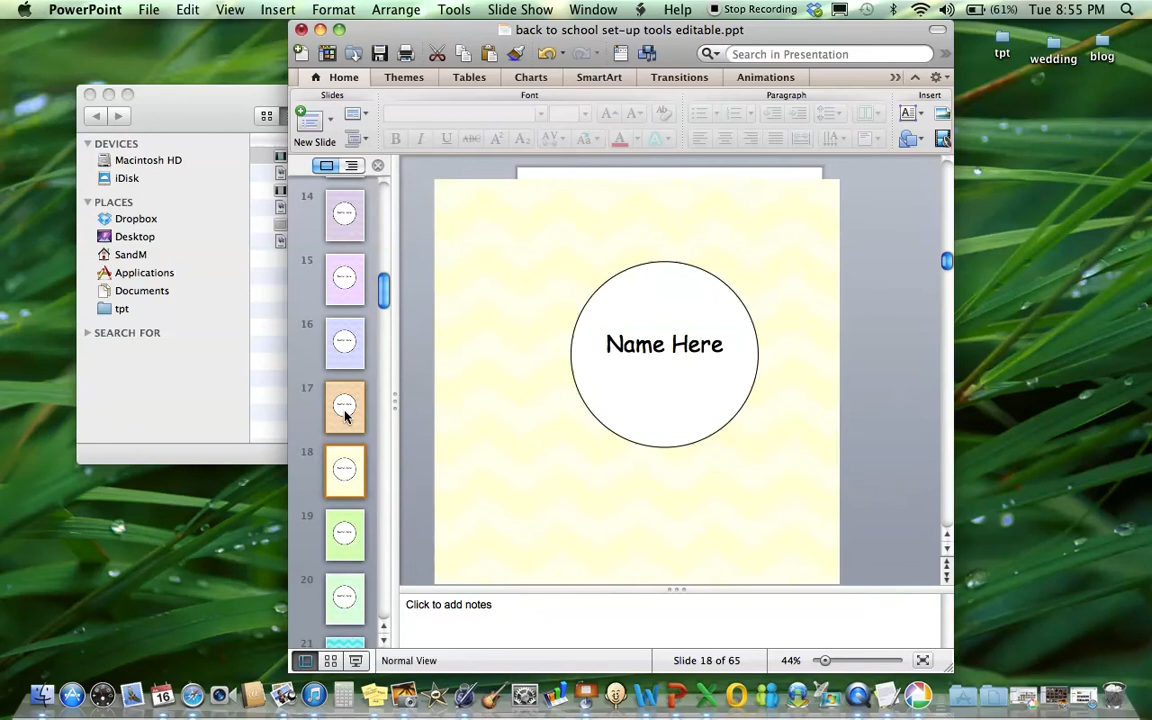 PowerPoint File Edit View Insert Format Arrange Tools Slide Show Window Help Stop Recording (61%) Tue 8:55 PM
back to school set-up tools editable.ppt
tpt
wedding
blog
Search in Presentation
Home Themes Tables Charts SmartArt Transitions Animations
Slides Font Paragraph Insert
New Slide
DEVICES
Macintosh HD
iDisk
PLACES
Dropbox
Desktop
SandM
Applications
Documents
tpt
SEARCH FOR
14
15
16
17
18
19
20
21
Name Here
Click to add notes
Normal View Slide 18 of 65 44%